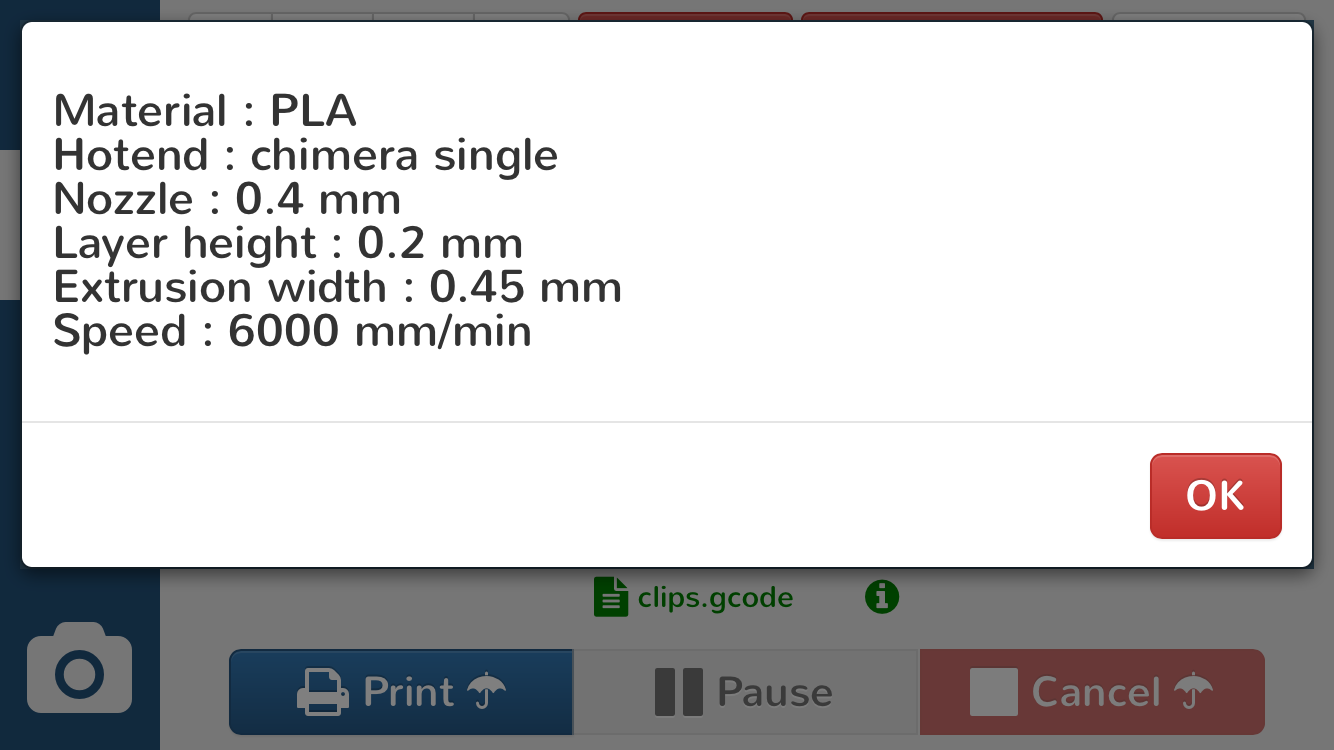 Material : PLA
Hotend : chimera single
Nozzle : 0.4 mm
Layer height : 0.2 mm
Extrusion width : 0.45 mm
Speed : 6000 mm/min
OK
clips.gcode
Print
Pause
Cancel